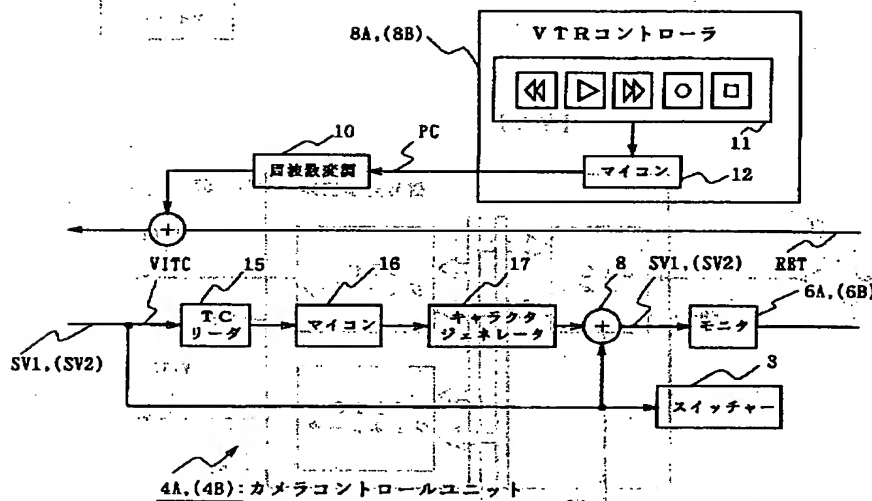 8A,(8B)
VTRコントローラ
11
10
PC
周波数変調
マイコン
12
VITC
15
16
17
8
SV1,(SV2)
RET
6A,(6B)
TC
リーダ
マイコン
キャラクタ
ジェネレータ
モニタ
SV1,(SV2)
3
スイッチャー
4A,(4B):カメラコントロールユニット